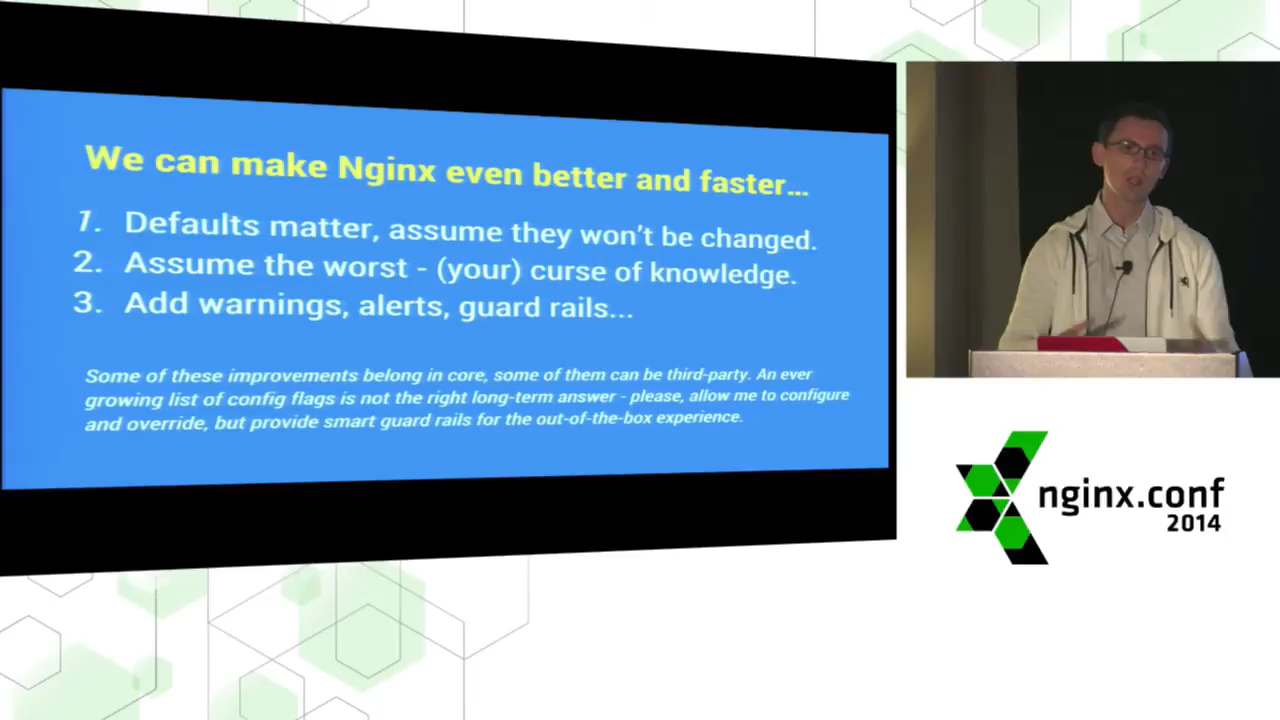 We can make Nginx even better and faster...
1. Defaults matter, assume they won't be changed.
2. Assume the worst - (your) curse of knowledge.
3. Add warnings, alerts, guard rails...
Some of these improvements belong in core, some of them can be third-party. An ever
growing list of config flags is not the right long-term answer - please, allow me to configure
and override, but provide smart guard rails for the out-of-the-box experience.
nginx.conf
2014